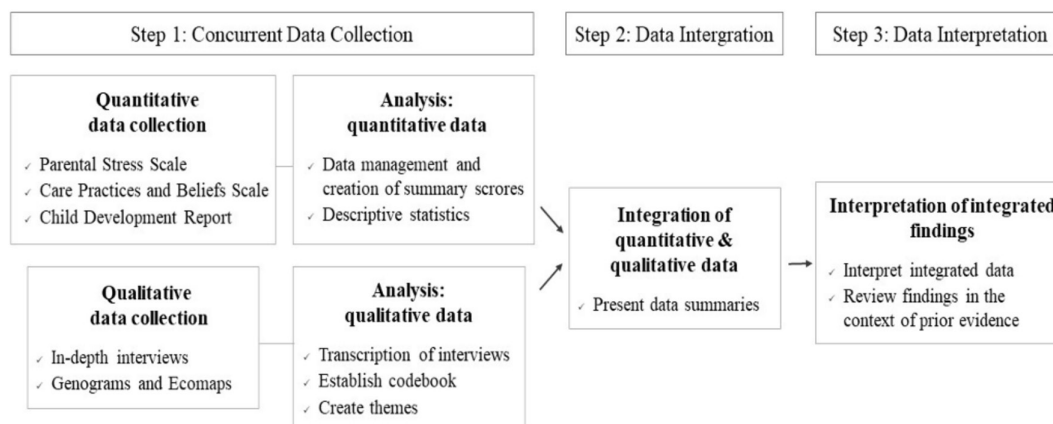 Step 1: Concurrent Data Collection
Step 2: Data Intergration
Step 3: Data Interpretation
Quantitative
data collection
✓ Parental Stress Scale
✓ Care Practices and Beliefs Scale
✓ Child Development Report
Analysis:
quantitative data
✓ Data management and
creation of summary scrores
✓ Descriptive statistics
Qualitative
data collection
✓ In-depth interviews
✓ Genograms and Ecomaps
Analysis:
qualitative data
✓ Transcription of interviews
✓ Establish codebook
✓ Create themes
Integration of
quantitative &
qualitative data
✓ Present data summaries
Interpretation of integrated
findings
✓ Interpret integrated data
✓ Review findings in the
context of prior evidence